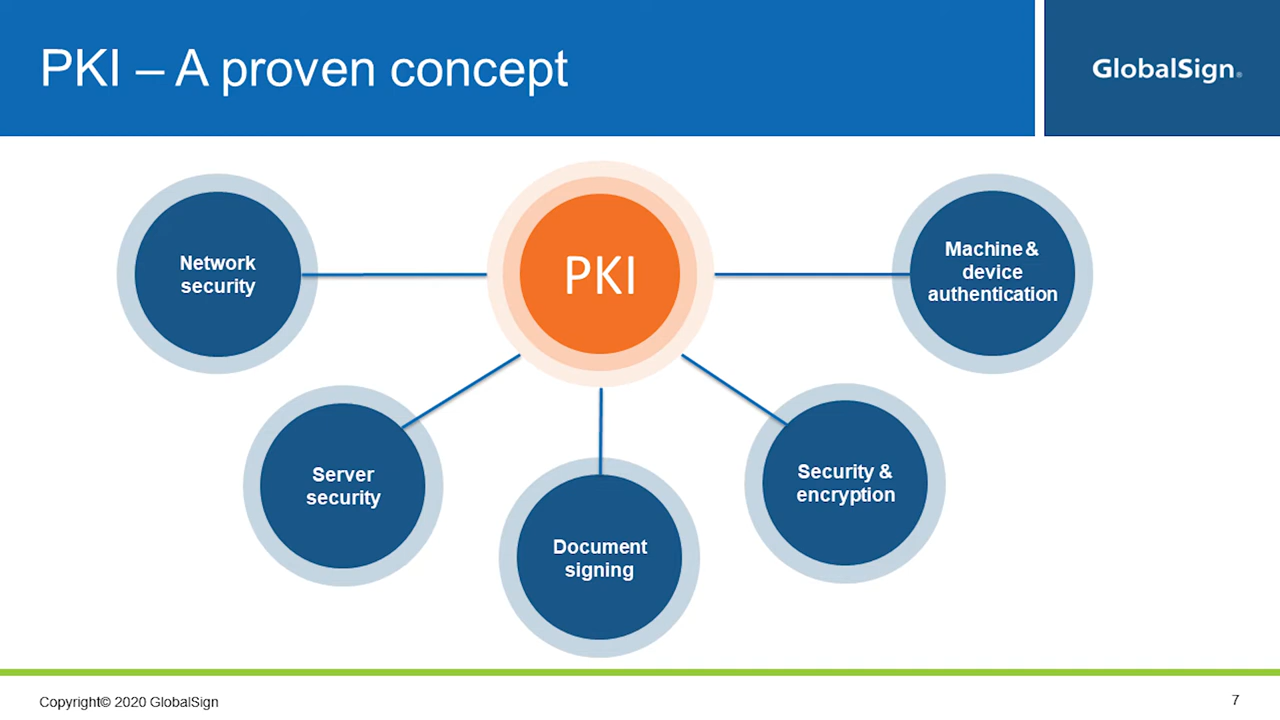 PKI – A proven concept
GlobalSign®
Network
security
PKI
Machine &
device
authentication
Server
security
Document
signing
Security &
encryption
Copyright© 2020 GlobalSign
7